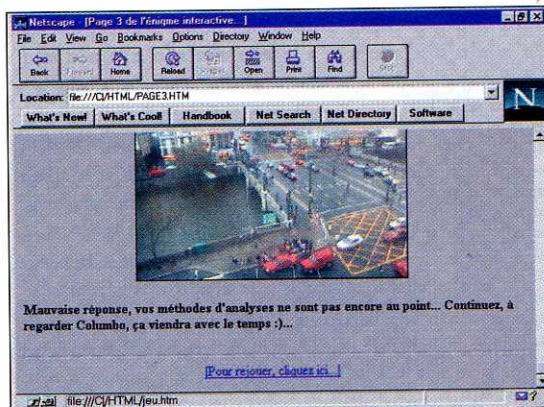 Netscape - [Page 3 de l'énigme interactive...]
File Edit View Go Bookmarks Options Directory Window Help
Back Forward Home Reload Images Open Print Find Stop
Location: file:///C|/HTML/PAGE3.HTM
N
What's New! What's Cool! Handbook Net Search Net Directory Software
Mauvaise réponse, vos méthodes d'analyses ne sont pas encore au point... Continuez, à
regarder Columbo, ça viendra avec le temps :)...
[Pour rejouer, cliquez ici...]
file:///C|/HTML/jeu.htm